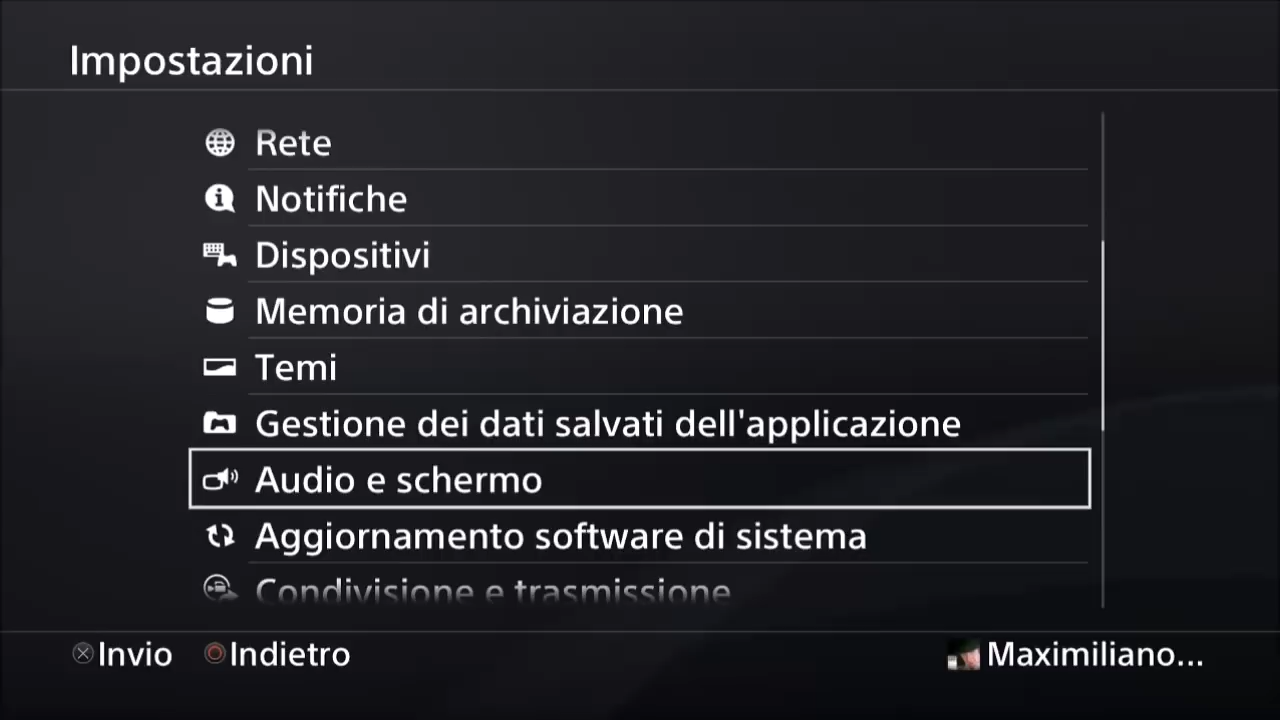 Impostazioni
Rete
Notifiche
Dispositivi
Memoria di archiviazione
Temi
Gestione dei dati salvati dell'applicazione
Audio e schermo
Aggiornamento software di sistema
Condivisione e trasmissione
Invio Indietro Maximiliano...